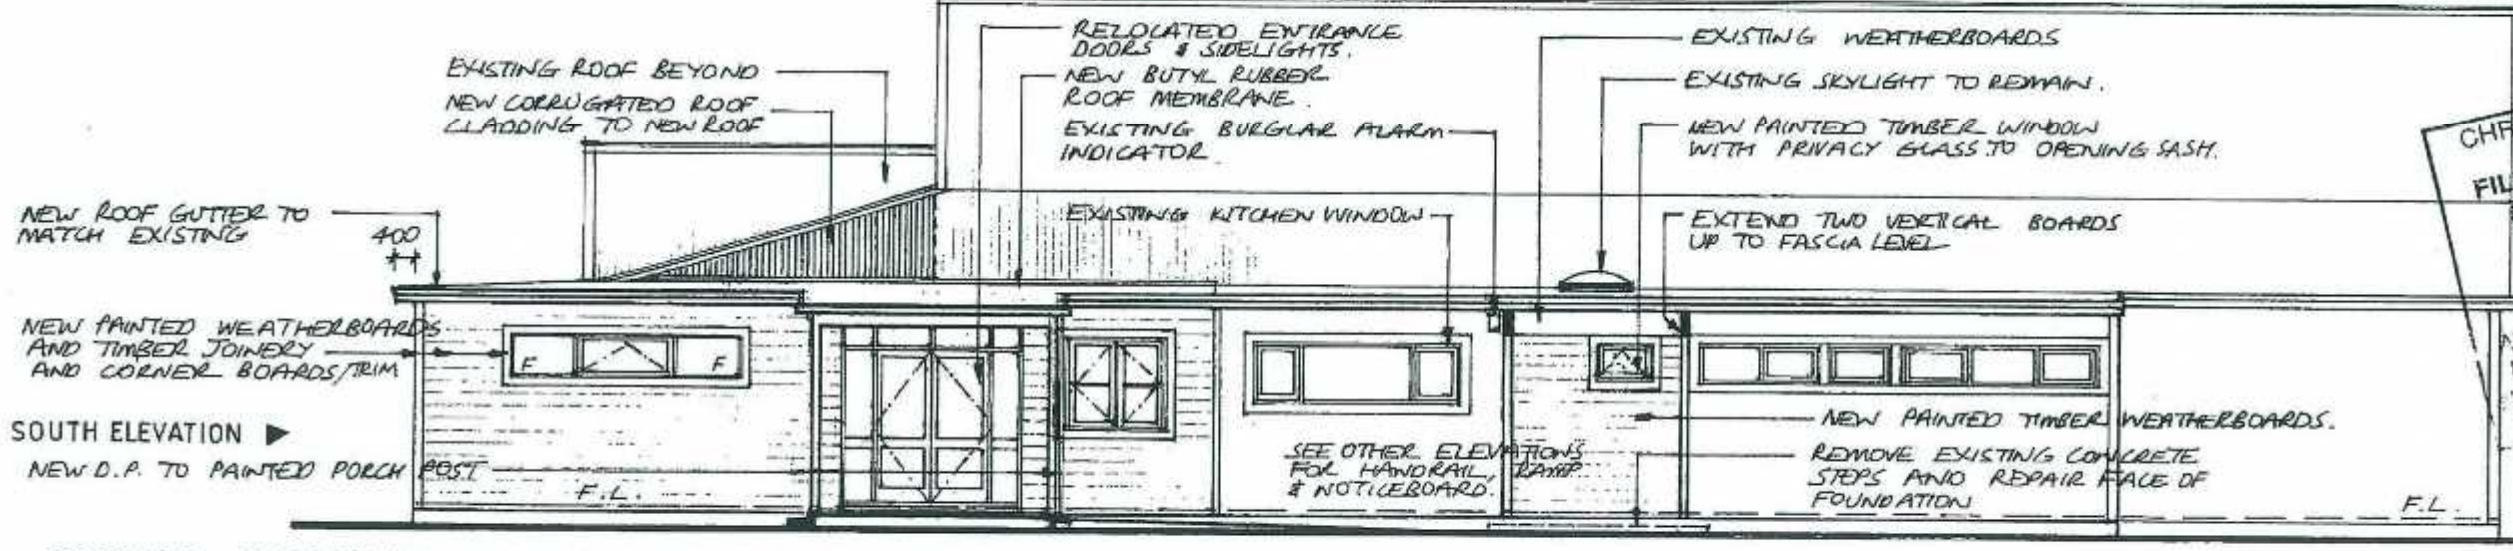 RELOCATED ENTRANCE
DOORS & SIDELIGHTS.
EXISTING WEATHERBOARDS
EXISTING ROOF BEYOND
NEW BUTYL RUBBER
ROOF MEMBRANE.
EXISTING SKYLIGHT TO REMAIN.
NEW CORRUGATED ROOF
CLADDING TO NEW ROOF
EXISTING BURGLAR ALARM
INDICATOR.
NEW PAINTED TIMBER WINDOW
WITH PRIVACY GLASS TO OPENING SASH.
CHR
FIL
NEW ROOF GUTTER TO
MATCH EXISTING
400
EXISTING KITCHEN WINDOW
EXTEND TWO VERTICAL BOARDS
UP TO FASCIA LEVEL
NEW PAINTED WEATHERBOARDS
AND TIMBER JOINERY
AND CORNER BOARDS/TRIM
F
F
SOUTH ELEVATION
NEW D.P. TO PAINTED PORCH POST
F.L.
SEE OTHER ELEVATIONS
FOR HANDRAIL, RAMP
& NOTICEBOARD.
NEW PAINTED TIMBER WEATHERBOARDS.
REMOVE EXISTING CONCRETE
STEPS AND REPAIR FACE OF
FOUNDATION
F.L.